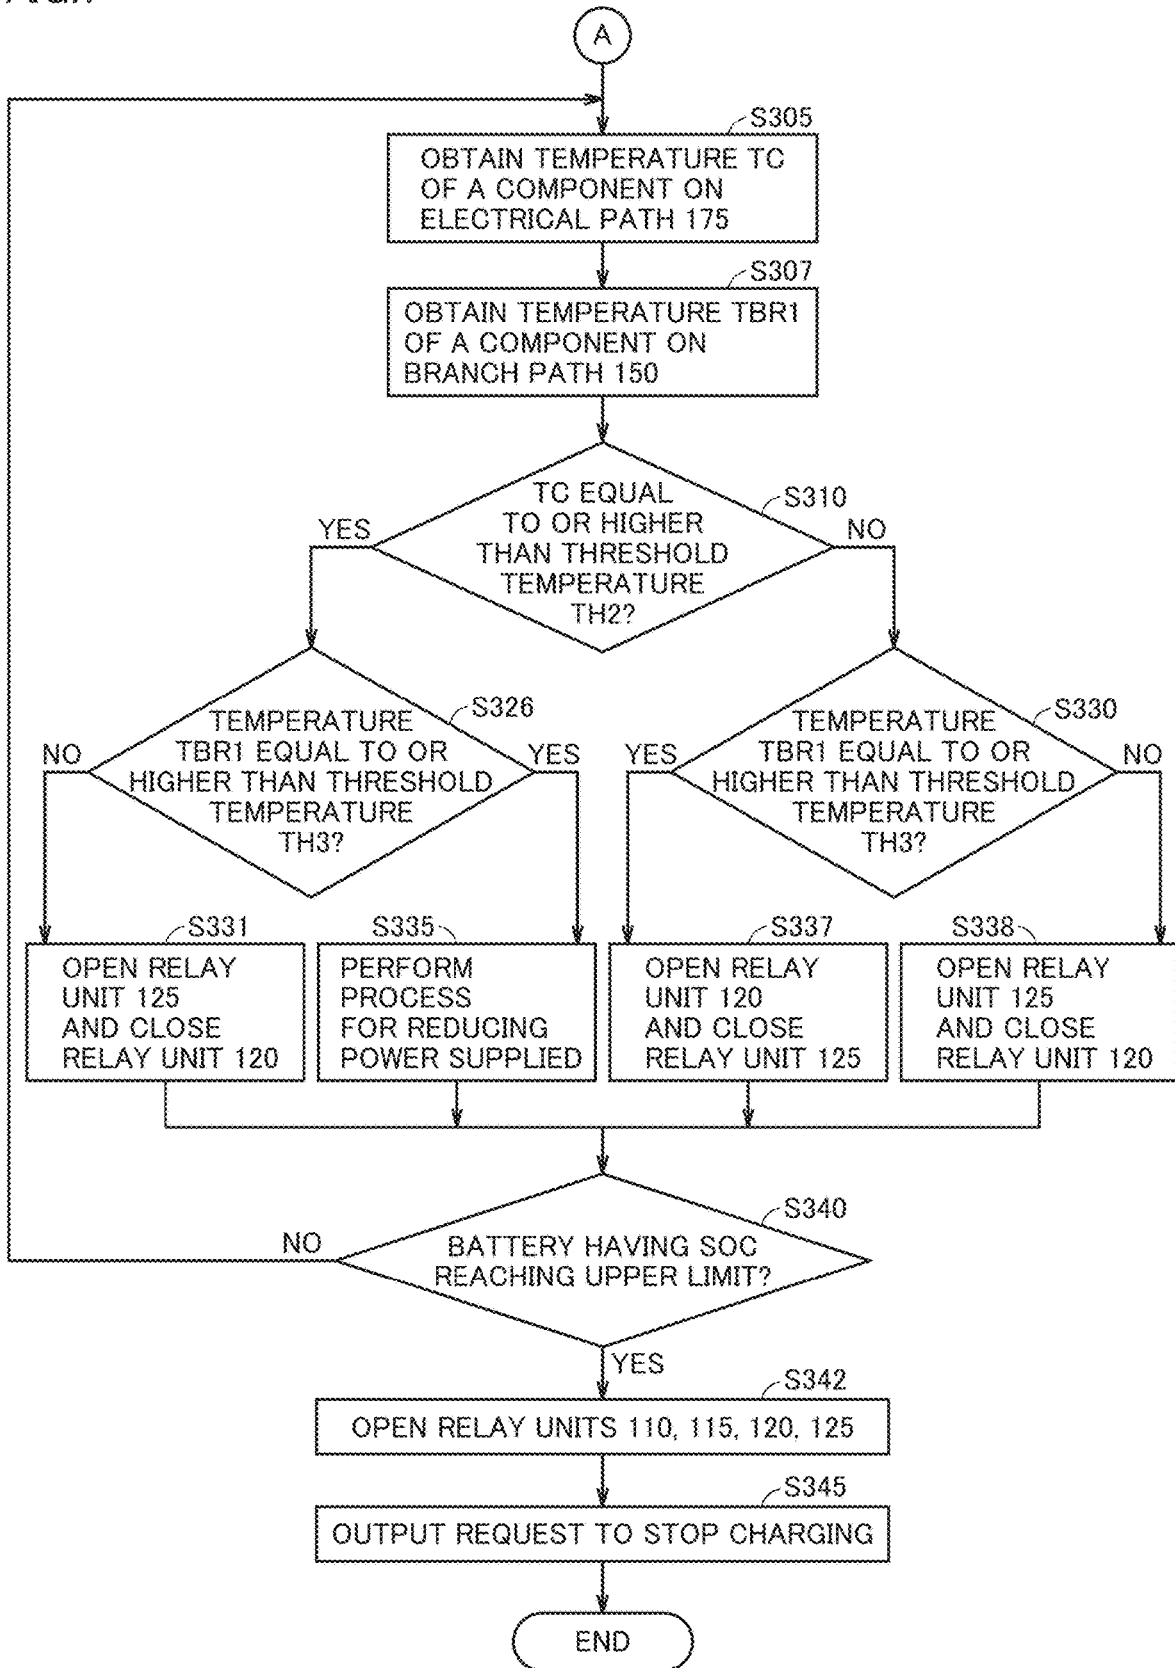 A
S305
OBTAIN TEMPERATURE TC
OF A COMPONENT ON
ELECTRICAL PATH 175
S307
OBTAIN TEMPERATURE TBR1
OF A COMPONENT ON
BRANCH PATH 150
S310
TC EQUAL
TO OR HIGHER
THAN THRESHOLD
TEMPERATURE
TH2?
YES
NO
S326
TEMPERATURE
TBR1 EQUAL TO OR
HIGHER THAN THRESHOLD
TEMPERATURE
TH3?
NO
YES
S330
TEMPERATURE
TBR1 EQUAL TO OR
HIGHER THAN THRESHOLD
TEMPERATURE
TH3?
YES
NO
S331
OPEN RELAY
UNIT 125
AND CLOSE
RELAY UNIT 120
S335
PERFORM
PROCESS
FOR REDUCING
POWER SUPPLIED
S337
OPEN RELAY
UNIT 120
AND CLOSE
RELAY UNIT 125
S338
OPEN RELAY
UNIT 125
AND CLOSE
RELAY UNIT 120
S340
BATTERY HAVING SOC
REACHING UPPER LIMIT?
NO
YES
S342
OPEN RELAY UNITS 110, 115, 120, 125
S345
OUTPUT REQUEST TO STOP CHARGING
END